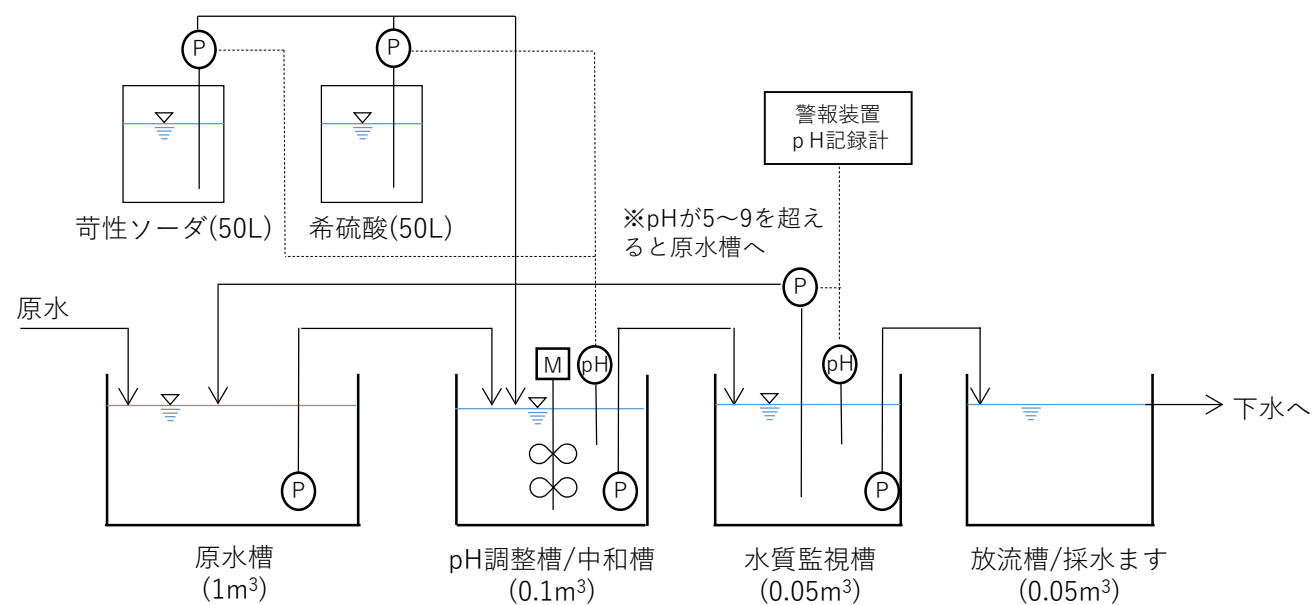 P
P
警報装置
pH記録計
苛性ソーダ(50L)
希硫酸(50L)
※pHが5～9を超え
ると原水槽へ
P
原水
M
pH
pH
下水へ
P
P
P
原水槽
(1m³)
pH調整槽/中和槽
(0.1m³)
水質監視槽
(0.05m³)
放流槽/採水ます
(0.05m³)